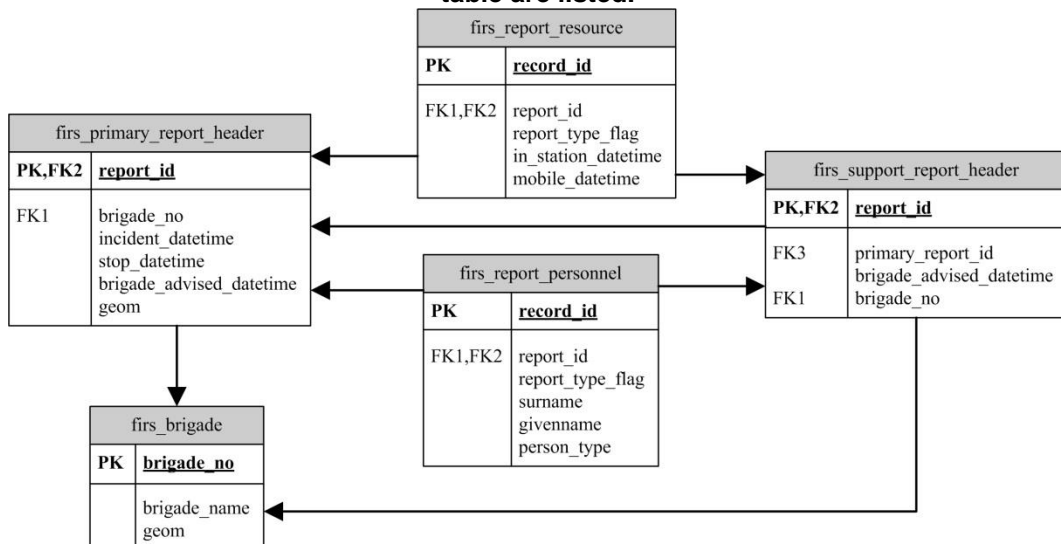 table are listed.
firs_report_resource
PK record_id
FK1,FK2 report_id
report_type_flag
in_station_datetime
mobile_datetime
firs_primary_report_header
PK,FK2 report_id
FK1 brigade_no
incident_datetime
stop_datetime
brigade_advised_datetime
geom
firs_support_report_header
PK,FK2 report_id
FK3 primary_report_id
brigade_advised_datetime
FK1 brigade_no
firs_report_personnel
PK record_id
FK1,FK2 report_id
report_type_flag
surname
givenname
person_type
firs_brigade
PK brigade_no
brigade_name
geom